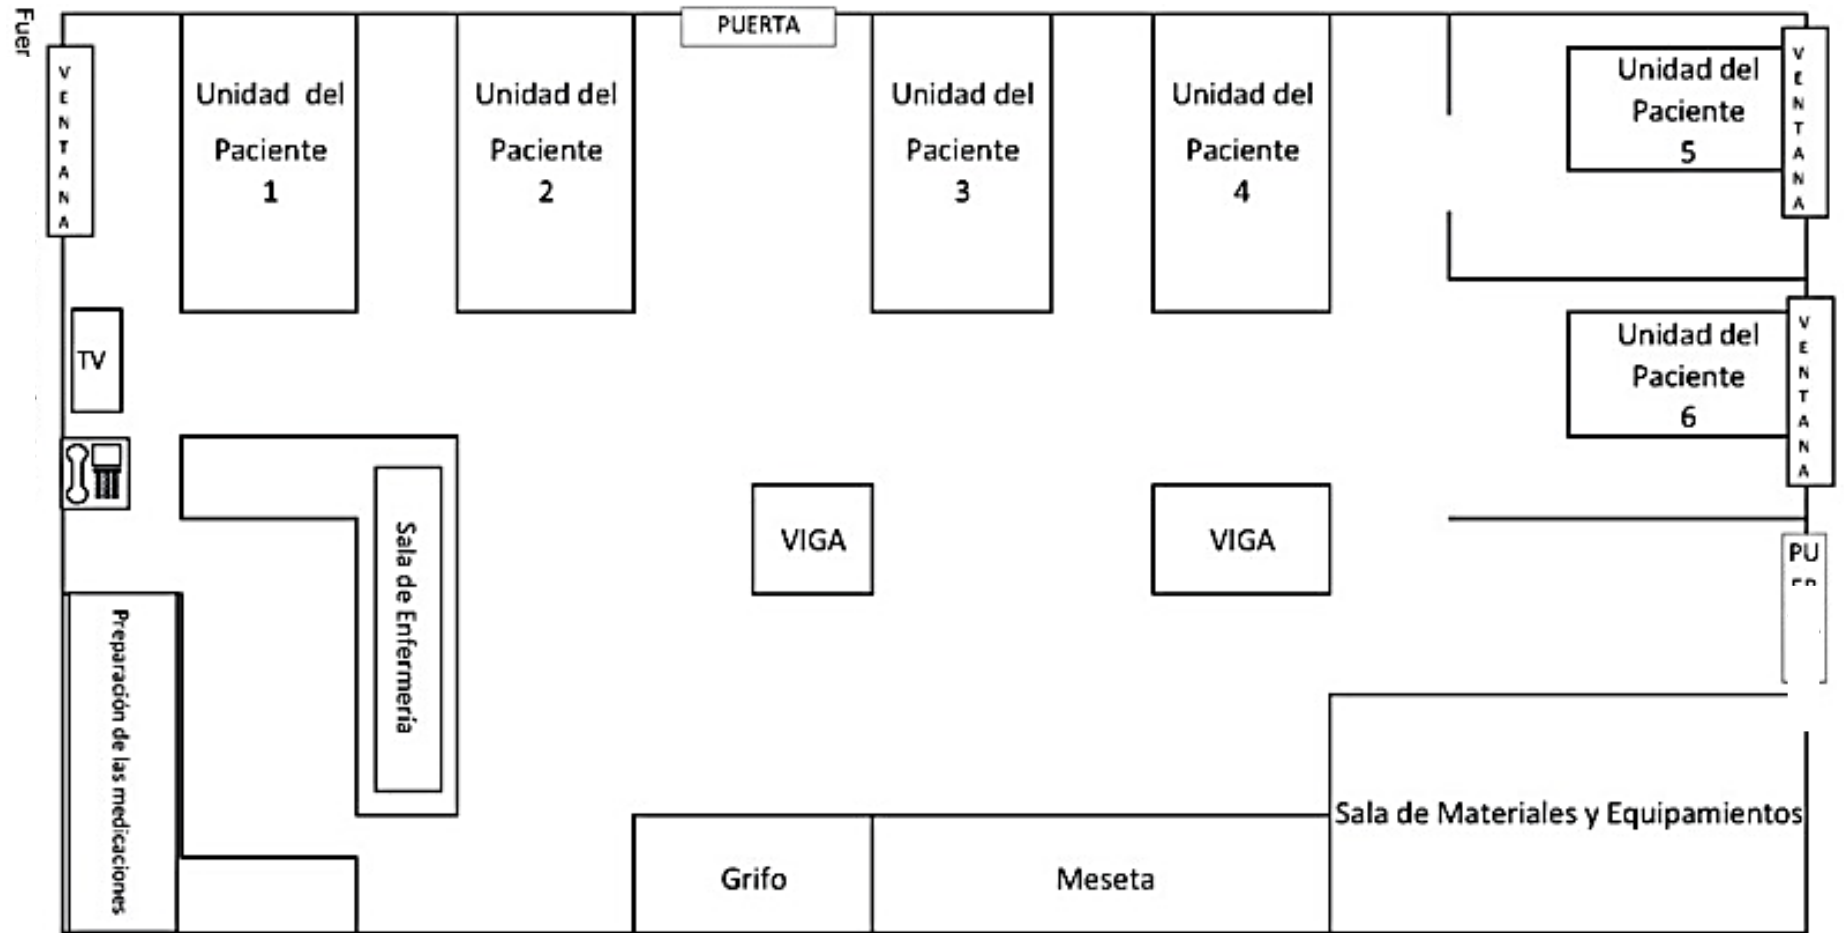 Fuer
PUERTA
VENTANA
Unidad del
Paciente
1
Unidad del
Paciente
2
Unidad del
Paciente
3
Unidad del
Paciente
4
Unidad del
Paciente
5
VENTANA
TV
Unidad del
Paciente
6
VENTANA
Sala de Enfermería
VIGA
VIGA
PU
Preparación de las medicaciones
Grifo
Meseta
Sala de Materiales y Equipamientos